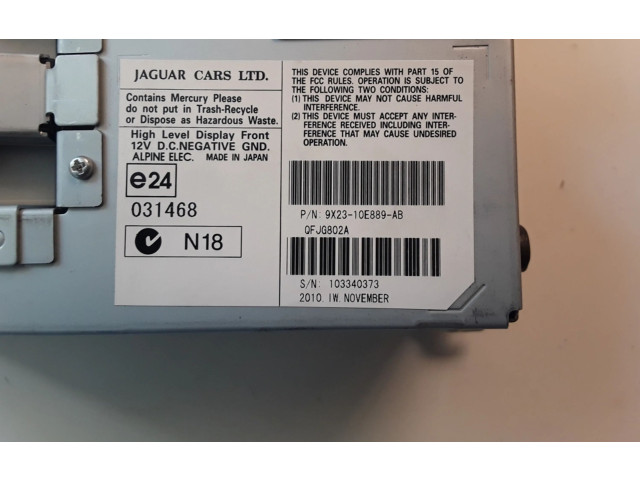 JAGUAR CARS LTD.
Contains Mercury Please
do not put in Trash-Recycle
or Dispose as Hazardous Waste.
High Level Display Front
12V D.C.NEGATIVE GND.
ALPINE ELEC. MADE IN JAPAN
e24
031468
N18
THIS DEVICE COMPLIES WITH PART 15 OF
THE FCC RULES. OPERATION IS SUBJECT TO
THE FOLLOWING TWO CONDITIONS:
(1) THIS DEVICE MAY NOT CAUSE HARMFUL
INTERFERENCE.
(2) THIS DEVICE MUST ACCEPT ANY INTER-
FERENCE RECEIVED INCLUDING INTER-
FERENCE THAT MAY CAUSE UNDESIRED
OPERATION.
P/N: 9X23-10E889-AB
QFJG802A
S/N: 103340373
2010. IW. NOVEMBER